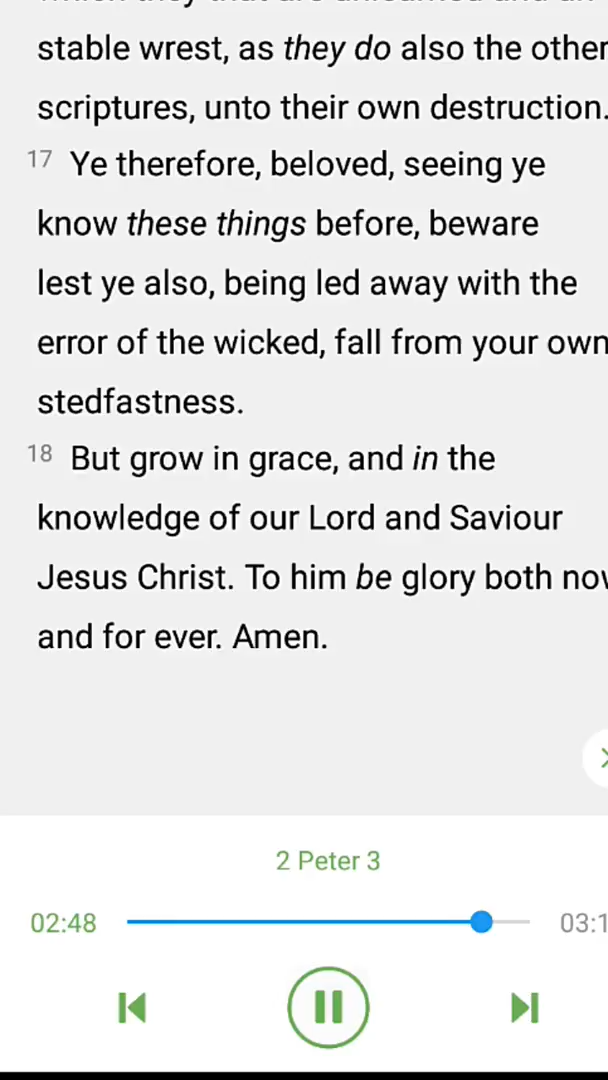 stable wrest, as they do also the other
scriptures, unto their own destruction.
17 Ye therefore, beloved, seeing ye
know these things before, beware
lest ye also, being led away with the
error of the wicked, fall from your own
stedfastness.
18 But grow in grace, and in the
knowledge of our Lord and Saviour
Jesus Christ. To him be glory both
and for ever. Amen.
2 Peter 3
02:48